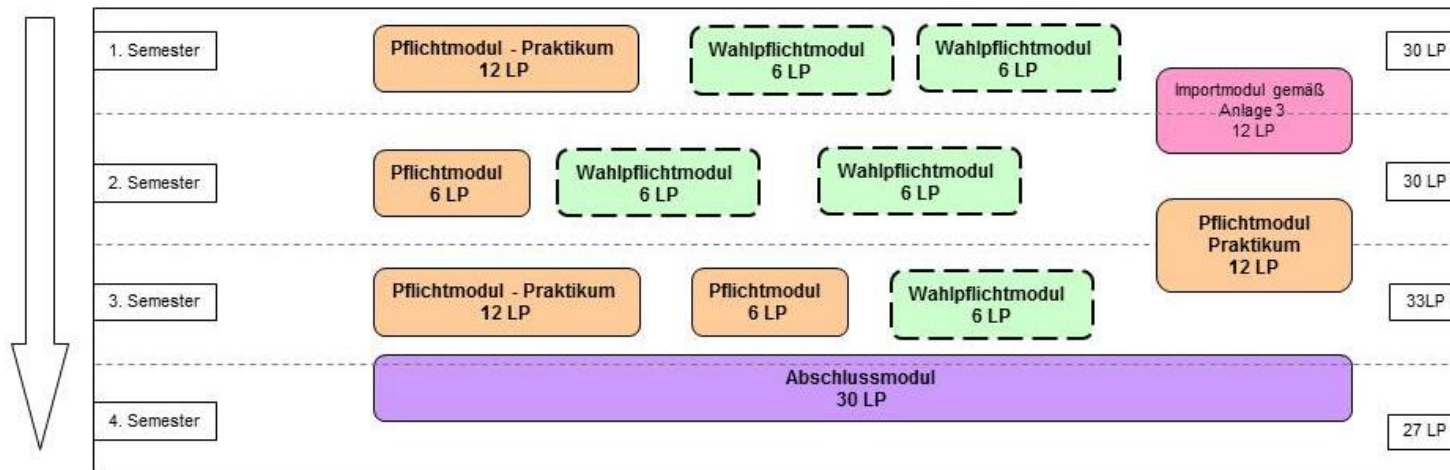 1. Semester
Pflichtmodul - Praktikum
12 LP
Wahlpflichtmodul
6 LP
Wahlpflichtmodul
6 LP
30 LP
Importmodul gemäß
Anlage 3
12 LP
2. Semester
Pflichtmodul
6 LP
Wahlpflichtmodul
6 LP
Wahlpflichtmodul
6 LP
30 LP
Pflichtmodul
Praktikum
12 LP
3. Semester
Pflichtmodul - Praktikum
12 LP
Pflichtmodul
6 LP
Wahlpflichtmodul
6 LP
33LP
Abschlussmodul
30 LP
4. Semester
27 LP